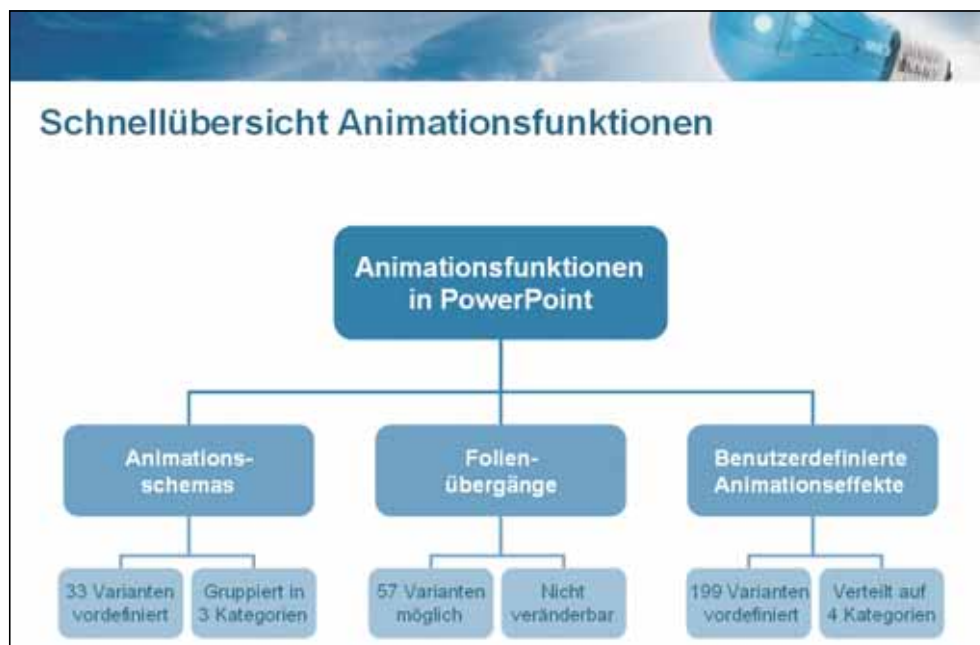 Schnellübersicht Animationsfunktionen
Animationsfunktionen
in PowerPoint
Animations-
schemas
Folien-
übergänge
Benutzerdefinierte
Animationseffekte
33 Varianten
vordefiniert
Gruppiert in
3 Kategorien
57 Varianten
möglich
Nicht
veränderbar
199 Varianten
vordefiniert
Verteilt auf
4 Kategorien